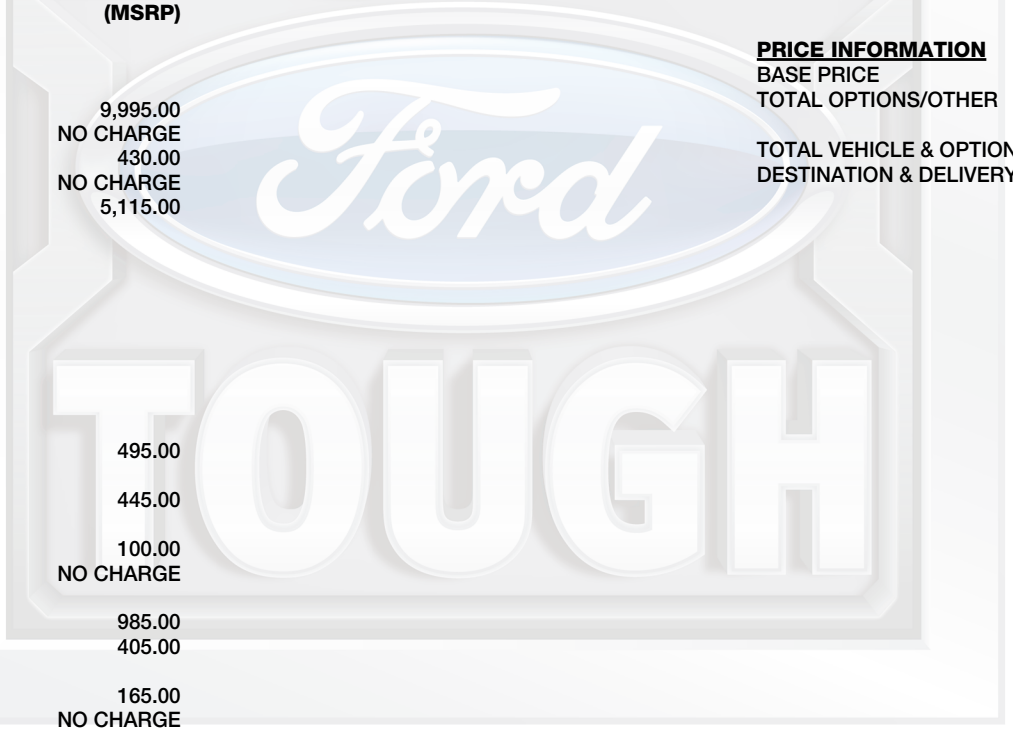 (MSRP)
9,995.00
NO CHARGE
430.00
NO CHARGE
5,115.00
495.00
445.00
100.00
NO CHARGE
985.00
405.00
165.00
NO CHARGE
PRICE INFORMATION
BASE PRICE
TOTAL OPTIONS/OTHER
TOTAL VEHICLE & OPTION
DESTINATION & DELIVERY
Ford
TOUGH